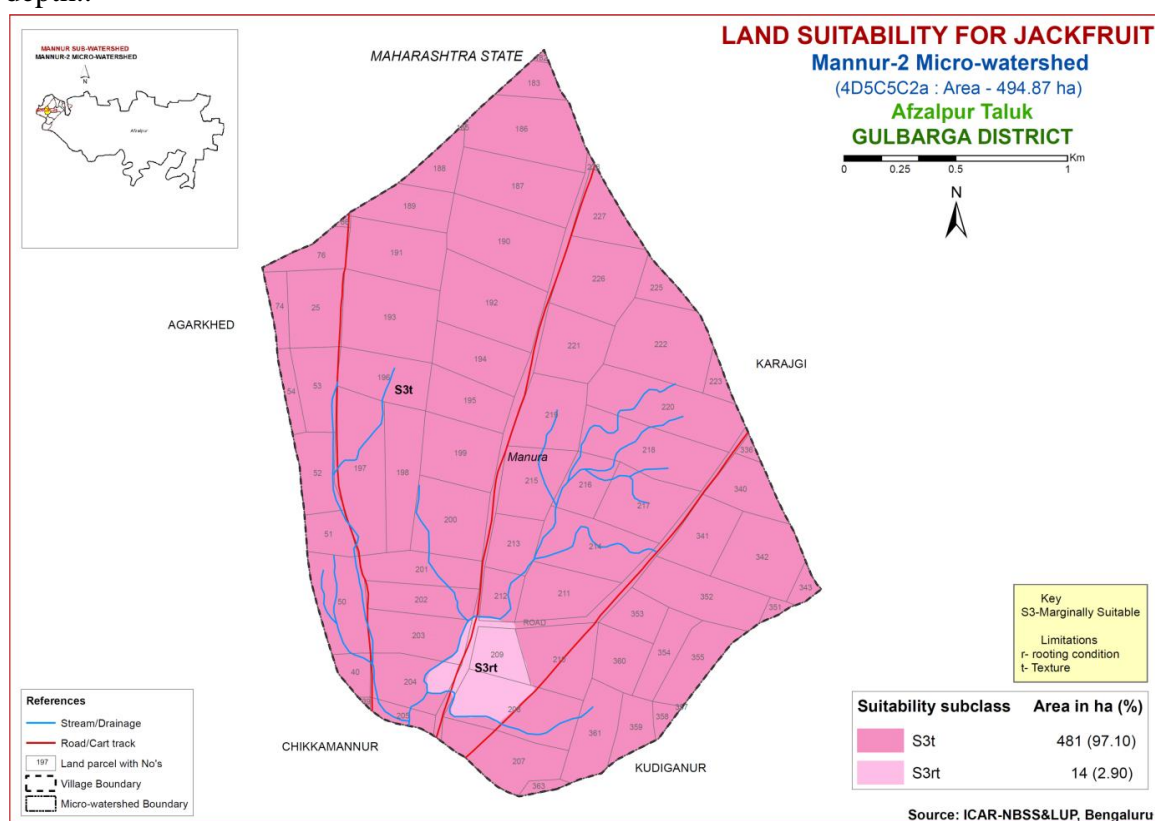 depth..
MANNUR SUB-WATERSHED
MANNUR-2 MICRO-WATERSHED
N
Afzalpur
MAHARASHTRA STATE
LAND SUITABILITY FOR JACKFRUIT
Mannur-2 Micro-watershed
(4D5C5C2a : Area - 494.87 ha)
Afzalpur Taluk
GULBARGA DISTRICT
0 0.25 0.5 1 Km
N
183
186
188 187
189
227
190
191
76
226
225
74 25
192
193
AGARKHED
221 222
194
KARAJGI
223
196
53
54
S3t
195
220
199
Manura
218
336
52
197 198
215
216
340
217
200
51
213
214
341
342
201
212 211
343
50
202
352
351
ROAD
353
203
209
S3rt
360 354 355
40
204
358
361 359
CHIKKAMANNUR
207
KUDIGANUR
363
Key
S3-Marginally Suitable
Limitations
r- rooting condition
t- Texture
References
Stream/Drainage
Road/Cart track
197 Land parcel with No's
Village Boundary
Micro-watershed Boundary
Suitability subclass Area in ha (%)
S3t 481 (97.10)
S3rt 14 (2.90)
Source: ICAR-NBSS&LUP, Bengaluru